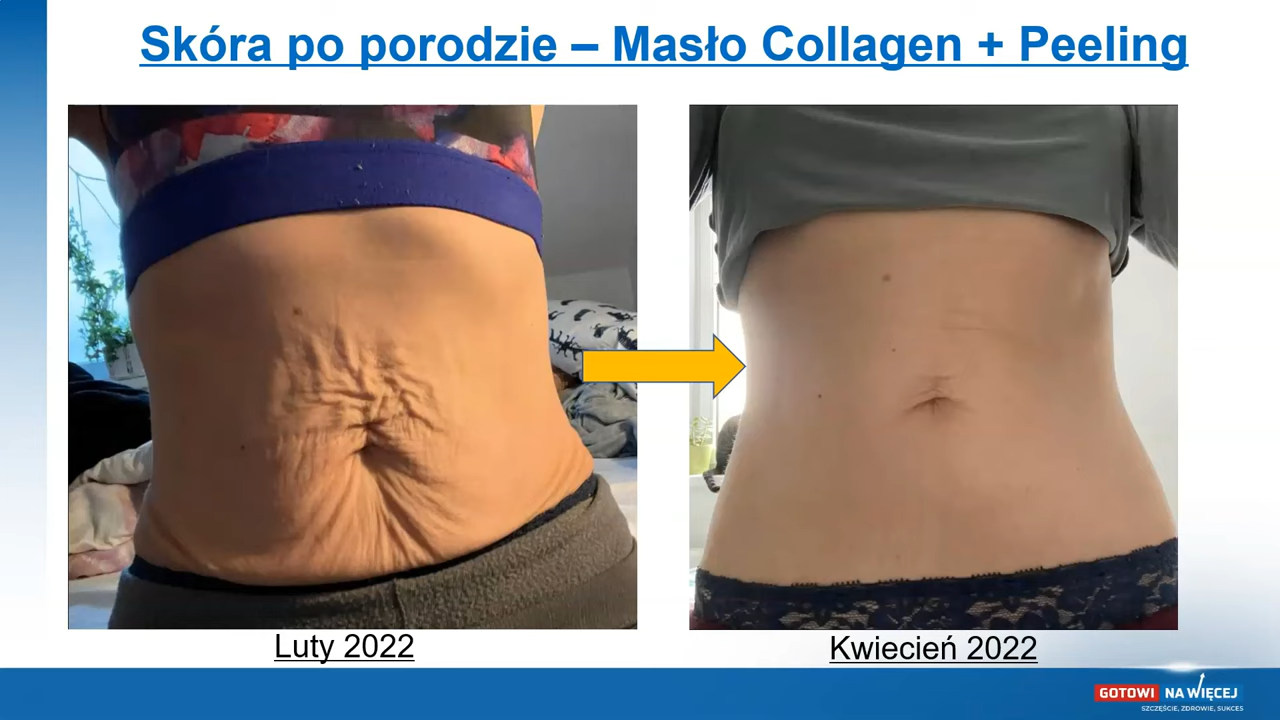 Skóra po porodzie – Masło Collagen + Peeling
Luty 2022
Kwiecień 2022
GOTOWI NA WIĘCEJ
SZCZĘŚCIE, ZDROWIE, SUKCES